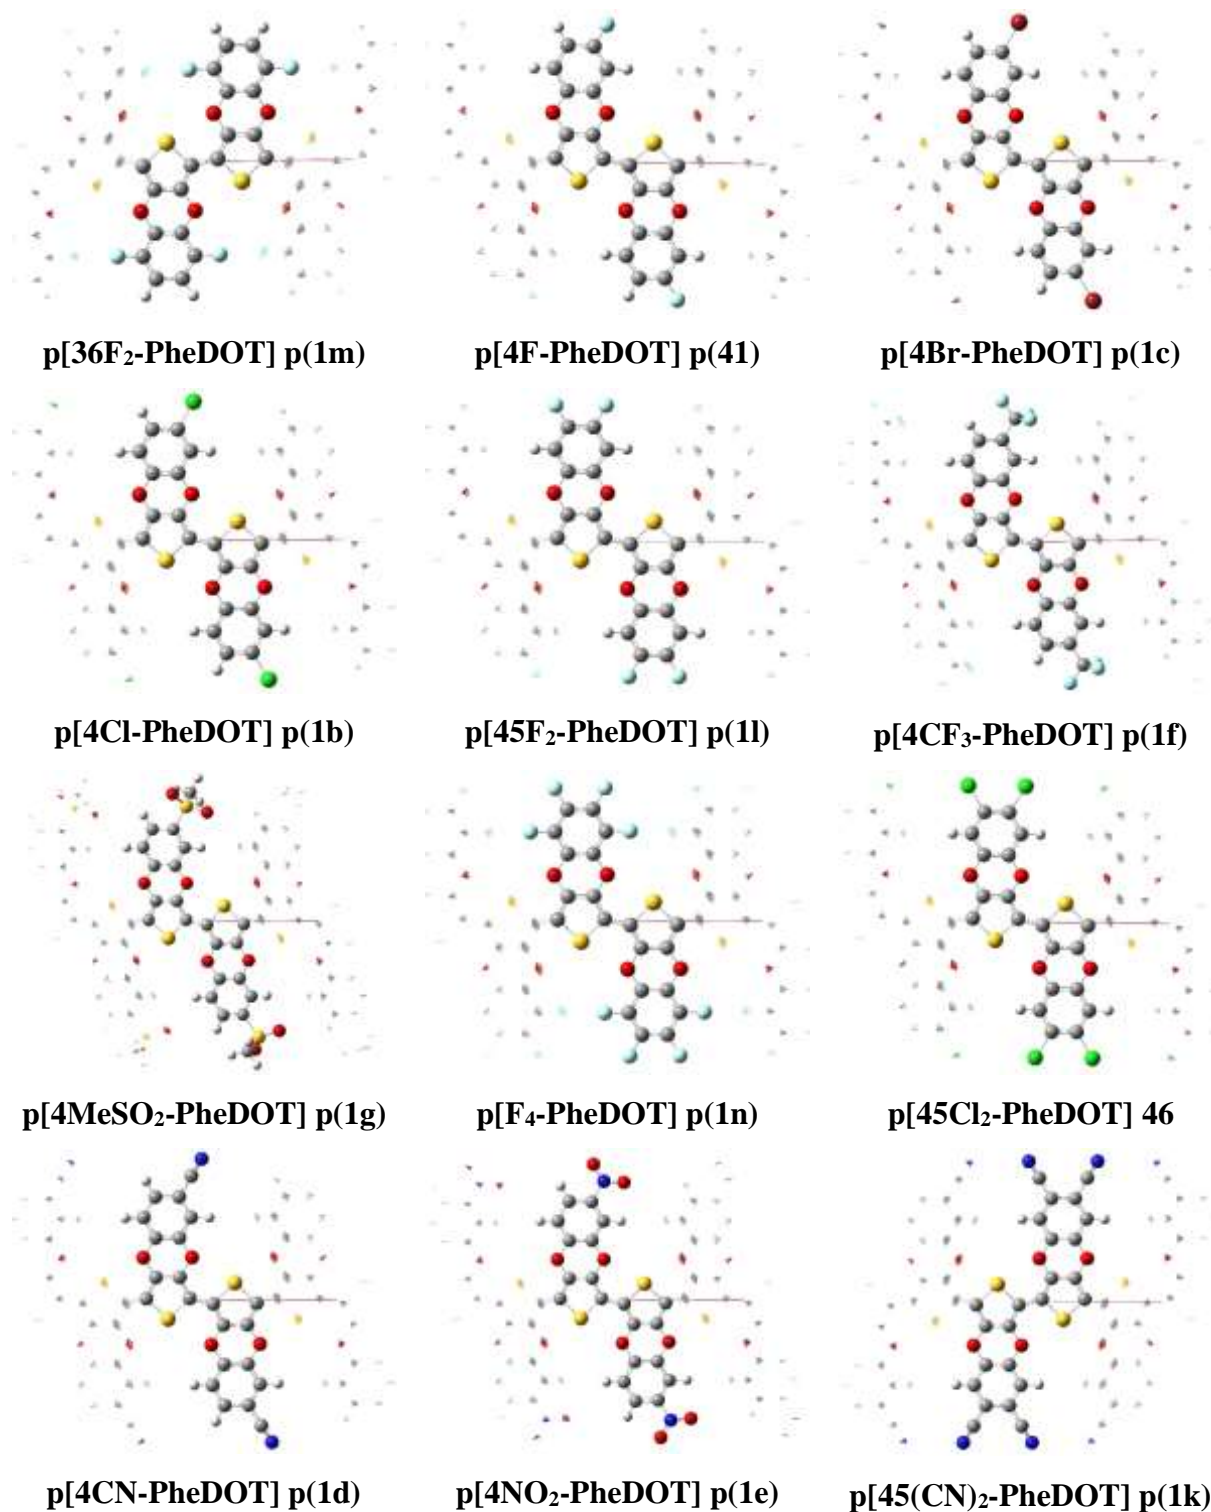 p[36F₂-PheDOT] p(1m)
p[4F-PheDOT] p(41)
p[4Br-PheDOT] p(1c)
p[4Cl-PheDOT] p(1b)
p[45F₂-PheDOT] p(1l)
p[4CF₃-PheDOT] p(1f)
p[4MeSO₂-PheDOT] p(1g)
p[F₄-PheDOT] p(1n)
p[45Cl₂-PheDOT] 46
p[4CN-PheDOT] p(1d)
p[4NO₂-PheDOT] p(1e)
p[45(CN)₂-PheDOT] p(1k)